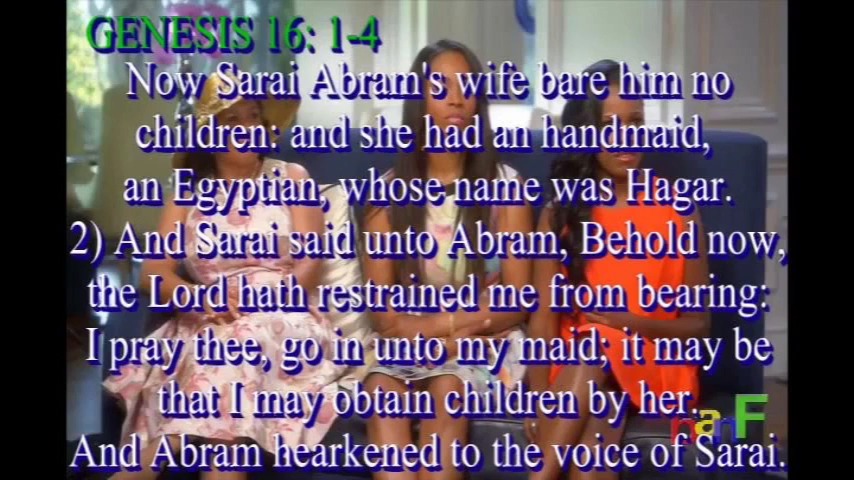 GENESIS 16: 1-4
Now Sarai Abram's wife bare him no
children: and she had an handmaid,
an Egyptian, whose name was Hagar.
2) And Sarai said unto Abram, Behold now,
the Lord hath restrained me from bearing:
I pray thee, go in unto my maid; it may be
that I may obtain children by her.
nanF
And Abram hearkened to the voice of Sarai.